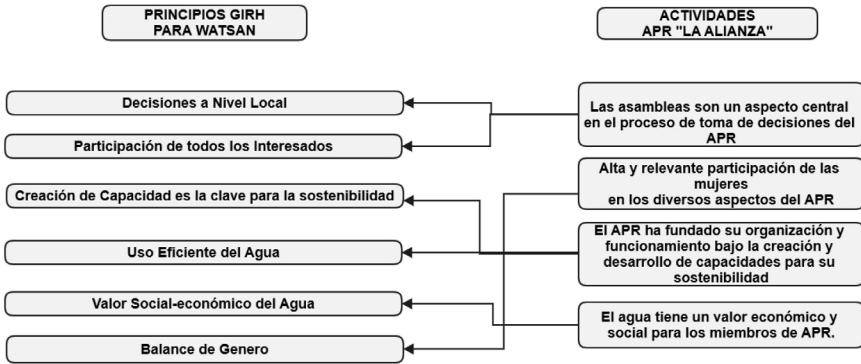 PRINCIPIOS GIRH
PARA WATSAN
Decisiones a Nivel Local
Participación de todos los Interesados
Creación de Capacidad es la clave para la sostenibilidad
Uso Eficiente del Agua
Valor Social-económico del Agua
Balance de Genero
ACTIVIDADES
APR "LA ALIANZA"
Las asambleas son un aspecto central
en el proceso de toma de decisiones del
APR
Alta y relevante participación de las
mujeres
en los diversos aspectos del APR
El APR ha fundado su organización y
funcionamiento bajo la creación y
desarrollo de capacidades para su
sostenibilidad
El agua tiene un valor económico y
social para los miembros de APR.